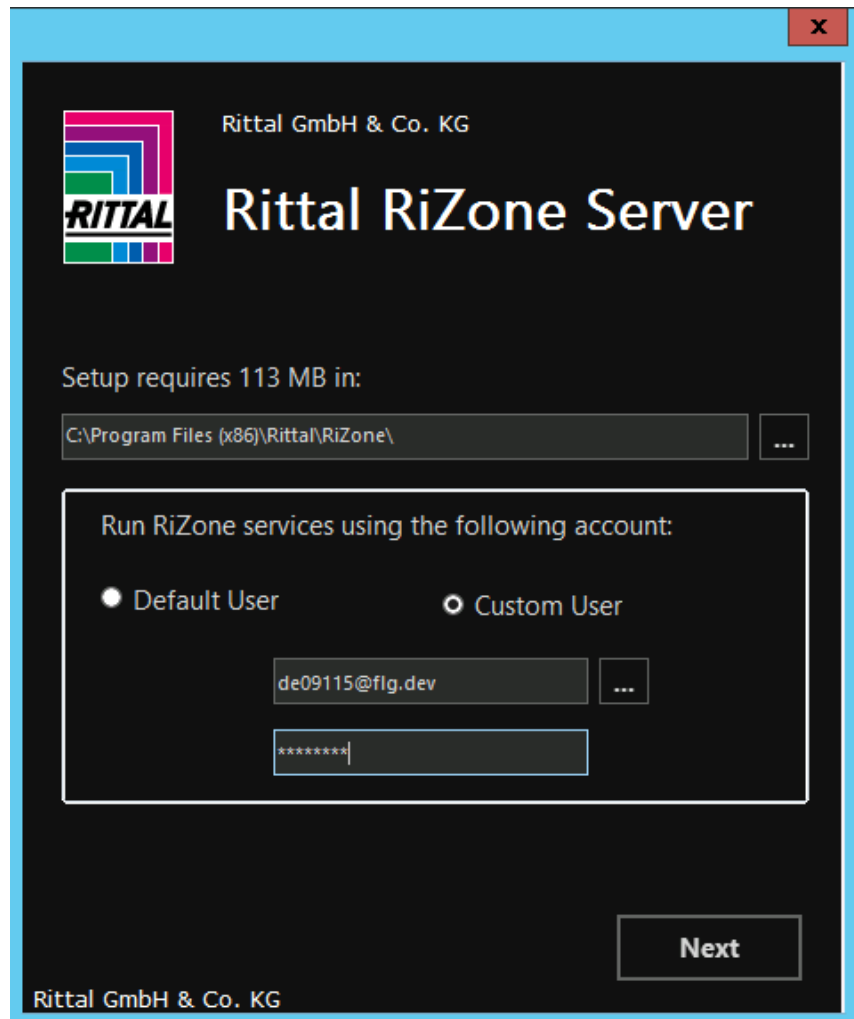 x
Rittal GmbH & Co. KG
RITTAL
Rittal RiZone Server
Setup requires 113 MB in:
C:\Program Files (x86)\Rittal\RiZone\
...
Run RiZone services using the following account:
Default User
Custom User
de09115@flg.dev
...
********
Next
Rittal GmbH & Co. KG